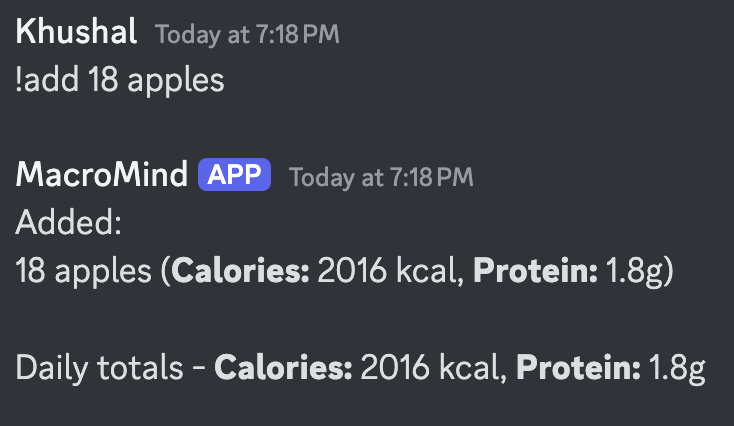 Khushal Today at 7:18 PM
!add 18 apples
MacroMind APP Today at 7:18 PM
Added:
18 apples (Calories: 2016 kcal, Protein: 1.8g)
Daily totals - Calories: 2016 kcal, Protein: 1.8g